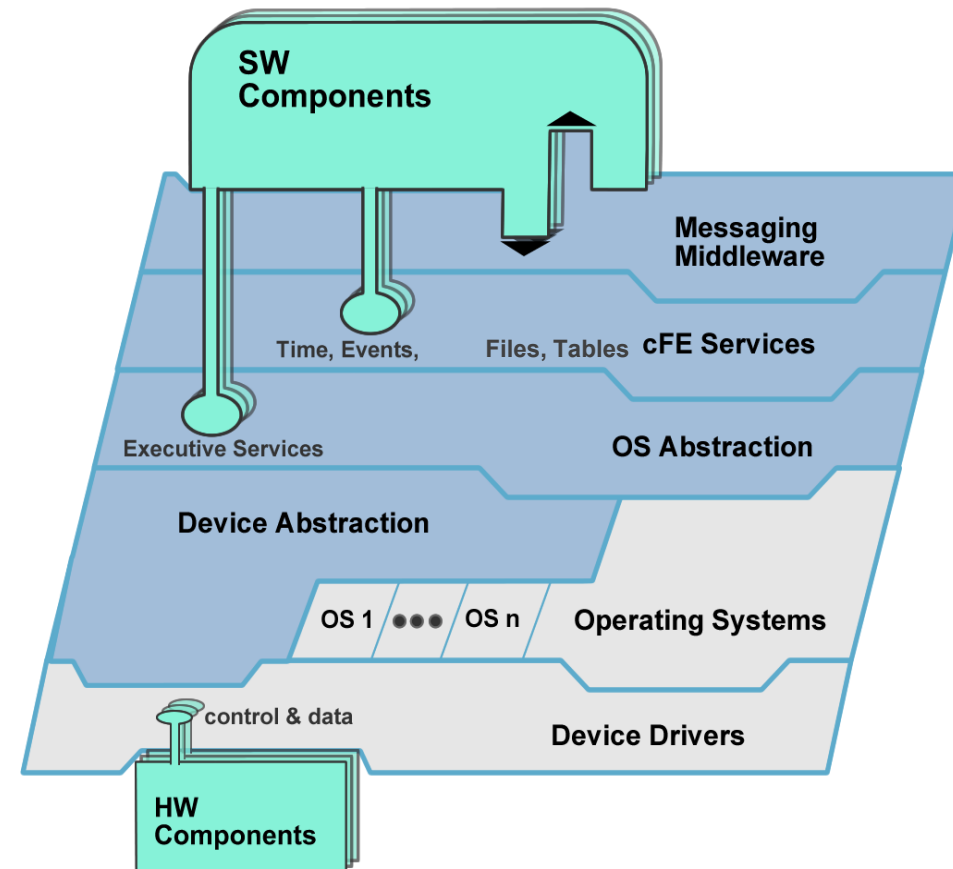 SW
Components
Messaging
Middleware
Time, Events,
Files, Tables
cFE Services
Executive Services
OS Abstraction
Device Abstraction
OS 1
OS n
Operating Systems
control & data
Device Drivers
HW
Components